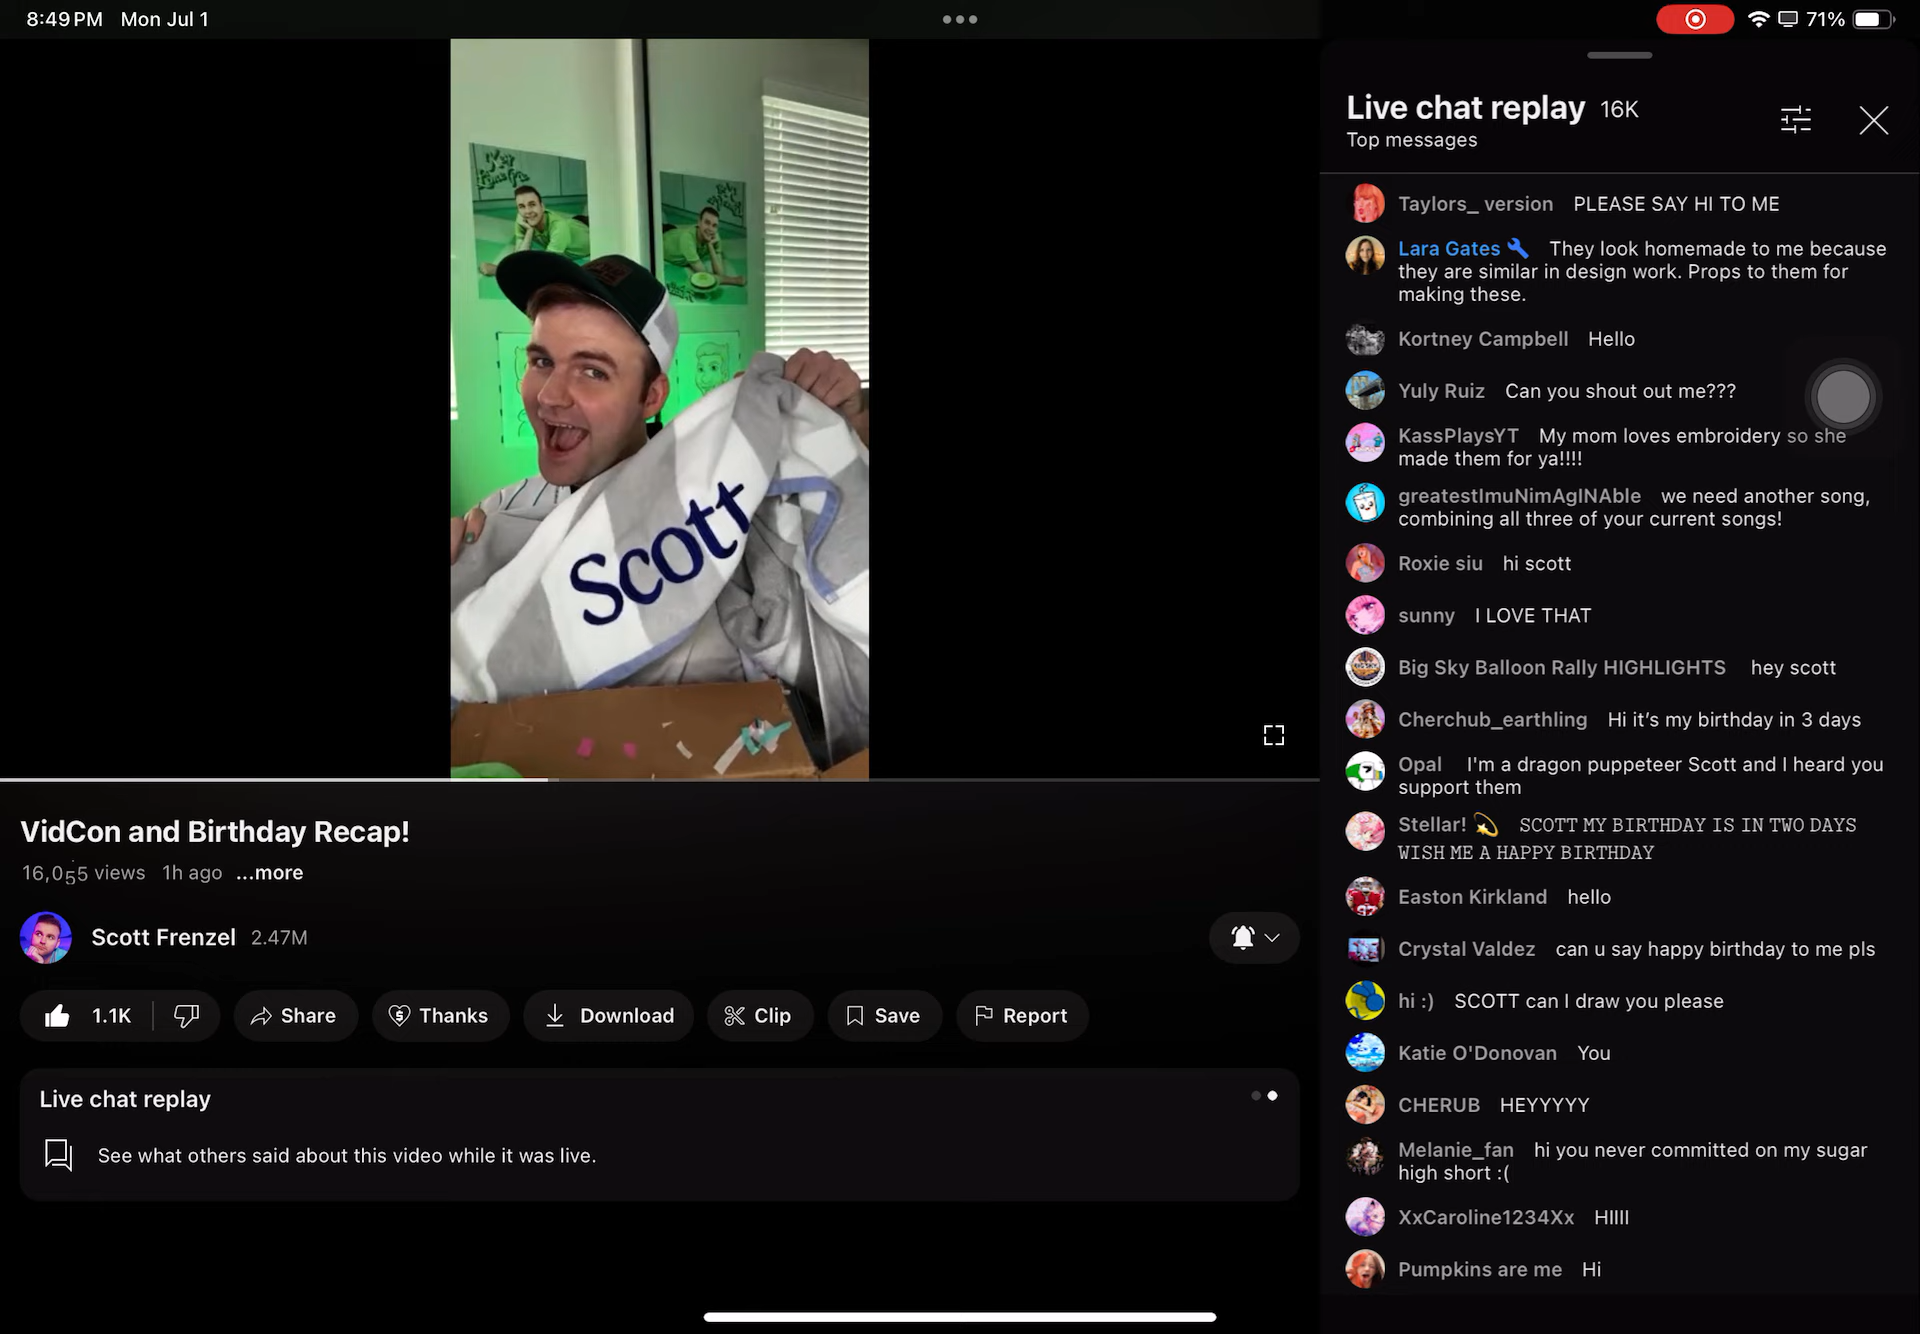 8:49 PM Mon Jul 1
71%
Scott
VidCon and Birthday Recap!
16,055 views 1h ago ...more
Scott Frenzel 2.47M
1.1K Share Thanks Download Clip Save Report
Live chat replay
See what others said about this video while it was live.
Live chat replay 16K
Top messages
Taylors_ version PLEASE SAY HI TO ME
Lara Gates 🔧 They look homemade to me because
they are similar in design work. Props to them for
making these.
Kortney Campbell Hello
Yuly Ruiz Can you shout out me???
KassPlaysYT My mom loves embroidery so she
made them for ya!!!!
greatestImuNimAgINAble we need another song,
combining all three of your current songs!
Roxie siu hi scott
sunny I LOVE THAT
Big Sky Balloon Rally HIGHLIGHTS hey scott
Cherchub_earthling Hi it’s my birthday in 3 days
Opal I'm a dragon puppeteer Scott and I heard you
support them
Stellar! 💫 SCOTT MY BIRTHDAY IS IN TWO DAYS
WISH ME A HAPPY BIRTHDAY
Easton Kirkland hello
Crystal Valdez can u say happy birthday to me pls
hi :) SCOTT can I draw you please
Katie O'Donovan You
CHERUB HEYYYYY
Melanie_fan hi you never committed on my sugar
high short :(
XxCaroline1234Xx HIIII
Pumpkins are me Hi